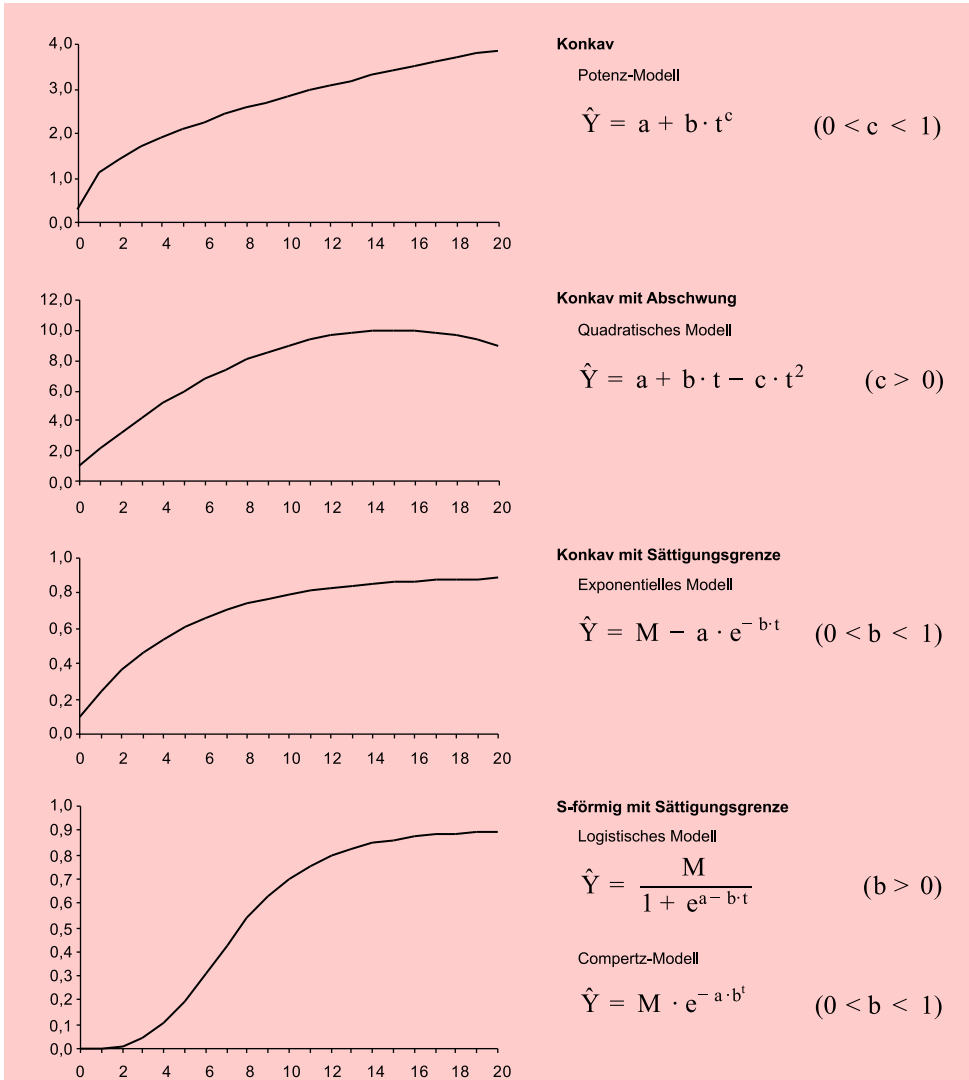 4,0
3,0
2,0
1,0
0,0
0 2 4 6 8 10 12 14 16 18 20
Konkav
Potenz-Modell
Ŷ = a + b · t^c (0 < c < 1)
12,0
10,0
8,0
6,0
4,0
2,0
0,0
0 2 4 6 8 10 12 14 16 18 20
Konkav mit Abschwung
Quadratisches Modell
Ŷ = a + b · t − c · t² (c > 0)
1,0
0,8
0,6
0,4
0,2
0,0
0 2 4 6 8 10 12 14 16 18 20
Konkav mit Sättigungsgrenze
Exponentielles Modell
Ŷ = M − a · e^{− b·t} (0 < b < 1)
1,0
0,9
0,8
0,7
0,6
0,5
0,4
0,3
0,2
0,1
0,0
0 2 4 6 8 10 12 14 16 18 20
S-förmig mit Sättigungsgrenze
Logistisches Modell
Ŷ = M / (1 + e^{a − b·t}) (b > 0)
Compertz-Modell
Ŷ = M · e^{− a·b^t} (0 < b < 1)